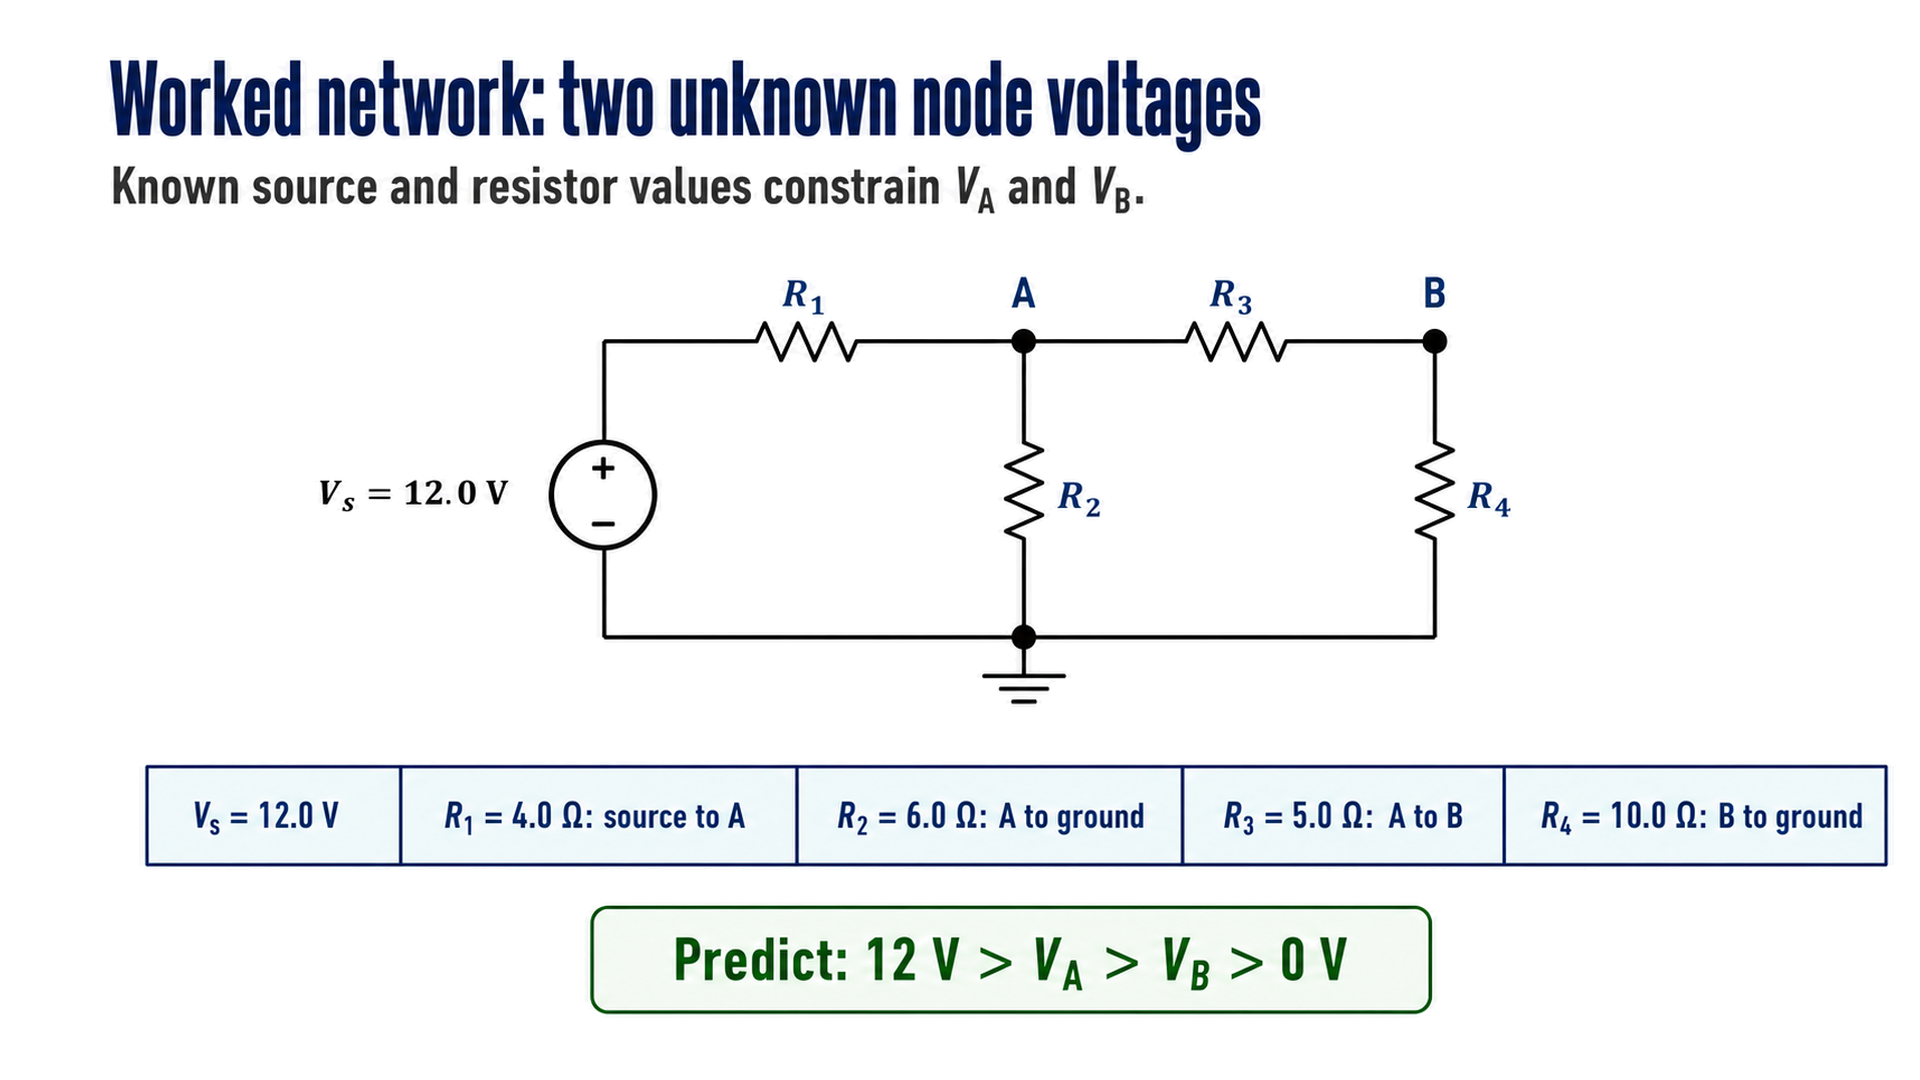 Worked network: two unknown node voltages
Known source and resistor values constrain V_A and V_B.
R_1
A
R_3
B
V_s = 12.0 V
+
−
R_2
R_4
V_s = 12.0 V
R_1 = 4.0 Ω: source to A
R_2 = 6.0 Ω: A to ground
R_3 = 5.0 Ω: A to B
R_4 = 10.0 Ω: B to ground
Predict: 12 V > V_A > V_B > 0 V